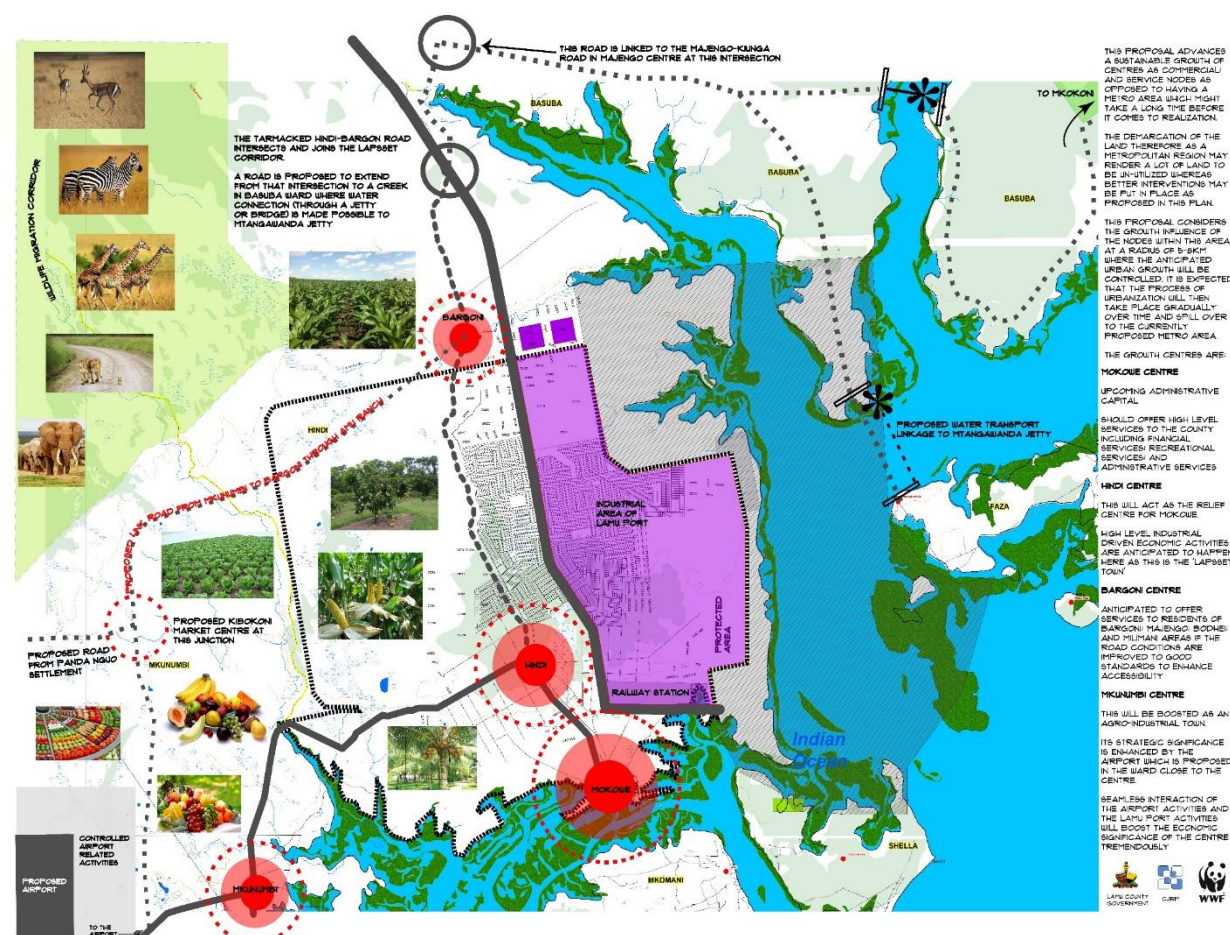 THIS ROAD IS LINKED TO THE MAJENGO-KIUNGA
ROAD IN MAJENGO CENTRE AT THIS INTERSECTION
BASUBA
TO MKOKONI
THE TARMACKED HINDI-BARGON ROAD
INTERSECTS AND JOINS THE LAPSSET
CORRIDOR.
A ROAD IS PROPOSED TO EXTEND
FROM THAT INTERSECTION TO A CREEK
IN BASUBA WARD WHERE WATER
CONNECTION (THROUGH A JETTY
OR BRIDGE) IS MADE POSSIBLE TO
MTANGAWANDA JETTY
BASUBA
BASUBA
WILDLIFE MIGRATION CORRIDOR
BARGONI
HINDI
PROPOSED LINK ROAD FROM MKUNUMBI TO BARGONI THROUGH AMU RANCH
PROPOSED WATER TRANSPORT
LINKAGE TO MTANGAWANDA JETTY
INDUSTRIAL
AREA OF
LAMU PORT
FAZA
PROTECTED
AREA
PROPOSED KIBOKONI
MARKET CENTRE AT
THIS JUNCTION
PROPOSED ROAD
FROM PANDA NGUO
SETTLEMENT
MKUNUMBI
HINDI
RAILWAY STATION
Indian
Ocean
MOKOWE
SHELLA
MKOMANI
CONTROLLED
AIRPORT
RELATED
ACTIVITIES
PROPOSED
AIRPORT
MKUNUMBI
TO THE
AIRPORT
THIS PROPOSAL ADVANCES
A SUSTAINABLE GROWTH OF
CENTRES AS COMMERCIAL
AND SERVICE NODES AS
OPPOSED TO HAVING A
METRO AREA WHICH MIGHT
TAKE A LONG TIME BEFORE
IT COMES TO REALIZATION.
THE DEMARCATION OF THE
LAND THEREFORE AS A
METROPOLITAN REGION MAY
RENDER A LOT OF LAND TO
BE UN-UTILIZED WHEREAS
BETTER INTERVENTIONS MAY
BE PUT IN PLACE AS
PROPOSED IN THIS PLAN.
THIS PROPOSAL CONSIDERS
THE GROWTH INFLUENCE OF
THE NODES WITHIN THIS AREA
AT A RADIUS OF 5-8KM
WHERE THE ANTICIPATED
URBAN GROWTH WILL BE
CONTROLLED. IT IS EXPECTED
THAT THE PROCESS OF
URBANIZATION WILL THEN
TAKE PLACE GRADUALLY
OVER TIME AND SPILL OVER
TO THE CURRENTLY
PROPOSED METRO AREA
THE GROWTH CENTRES ARE:
MOKOWE CENTRE
UPCOMING ADMINISTRATIVE
CAPITAL
SHOULD OFFER HIGH LEVEL
SERVICES TO THE COUNTY
INCLUDING FINANCIAL
SERVICES; RECREATIONAL
SERVICES; AND
ADMINISTRATIVE SERVICES
HINDI CENTRE
THIS WILL ACT AS THE RELIEF
CENTRE FOR MOKOWE.
HIGH LEVEL INDUSTRIAL
DRIVEN ECONOMIC ACTIVITIES
ARE ANTICIPATED TO HAPPEN
HERE AS THIS IS THE 'LAPSSET
TOWN'
BARGONI CENTRE
ANTICIPATED TO OFFER
SERVICES TO RESIDENTS OF
BARGONI; MAJENGO; BODHEI;
AND MILIMANI AREAS IF THE
ROAD CONDITIONS ARE
IMPROVED TO GOOD
STANDARDS TO ENHANCE
ACCESSIBILITY
MKUNUMBI CENTRE
THIS WILL BE BOOSTED AS AN
AGRO-INDUSTRIAL TOWN.
ITS STRATEGIC SIGNIFICANCE
IS ENHANCED BY THE
AIRPORT WHICH IS PROPOSED
IN THE WARD CLOSE TO THE
CENTRE.
SEAMLESS INTERACTION OF
THE AIRPORT ACTIVITIES AND
THE LAMU PORT ACTIVITIES
WILL BOOST THE ECONOMIC
SIGNIFICANCE OF THE CENTRE
TREMENDOUSLY
LAMU COUNTY
GOVERNMENT
WWF